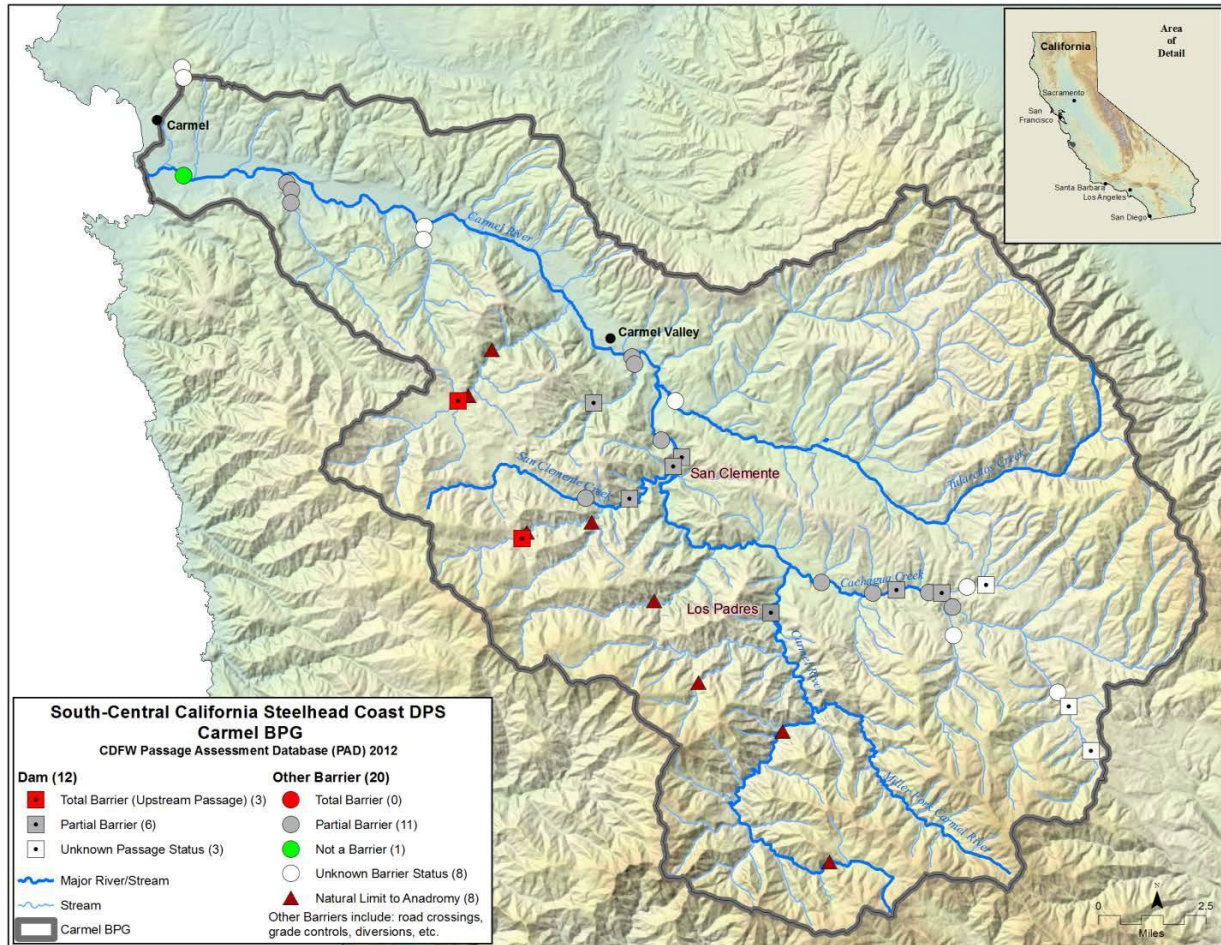 Area
of
Detail
California
Sacramento
San
Francisco
Santa Barbara
Los Angeles
San Diego
Carmel
Carmel River
Carmel Valley
San Clemente
San Clemente Creek
Tularcitos Creek
Cachagua Creek
Los Padres
Carmel River
Miller Fork Carmel River
South-Central California Steelhead Coast DPS
Carmel BPG
CDFW Passage Assessment Database (PAD) 2012
Dam (12)
Total Barrier (Upstream Passage) (3)
Partial Barrier (6)
Unknown Passage Status (3)
Major River/Stream
Stream
Carmel BPG
Other Barrier (20)
Total Barrier (0)
Partial Barrier (11)
Not a Barrier (1)
Unknown Barrier Status (8)
Natural Limit to Anadromy (8)
Other Barriers include: road crossings,
grade controls, diversions, etc.
N
0 2.5
Miles